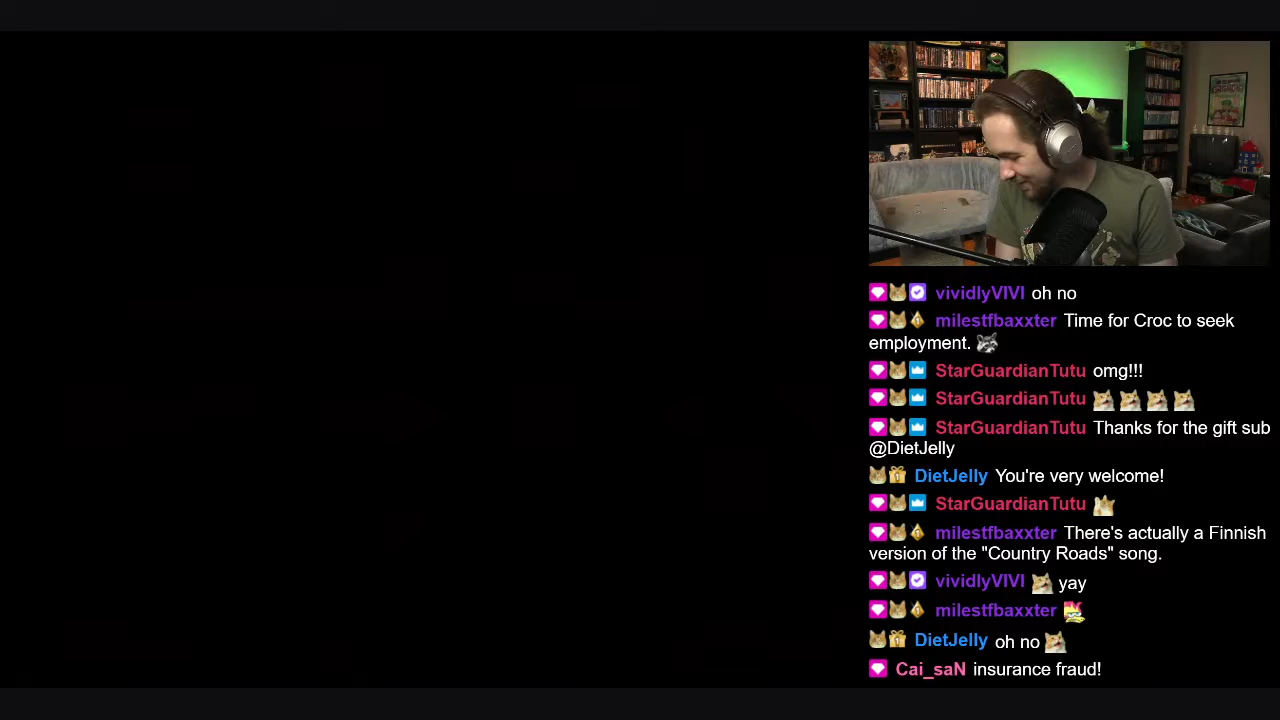 vividlyVIVI oh no
milestfbaxxter Time for Croc to seek
employment.
StarGuardianTutu omg!!!
StarGuardianTutu
StarGuardianTutu Thanks for the gift sub
@DietJelly
DietJelly You're very welcome!
StarGuardianTutu
milestfbaxxter There's actually a Finnish
version of the "Country Roads" song.
vividlyVIVI yay
milestfbaxxter
DietJelly oh no
Cai_saN insurance fraud!